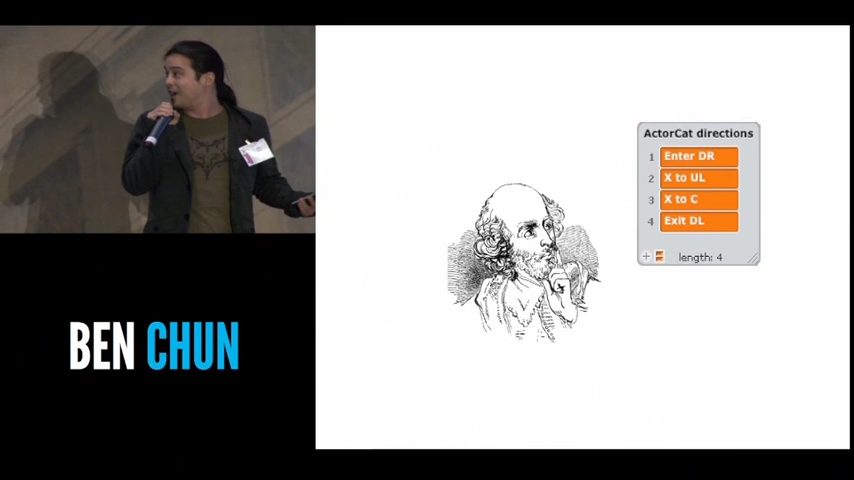 BEN CHUN
ActorCat directions
1 Enter DR
2 X to UL
3 X to C
4 Exit DL
+ length: 4